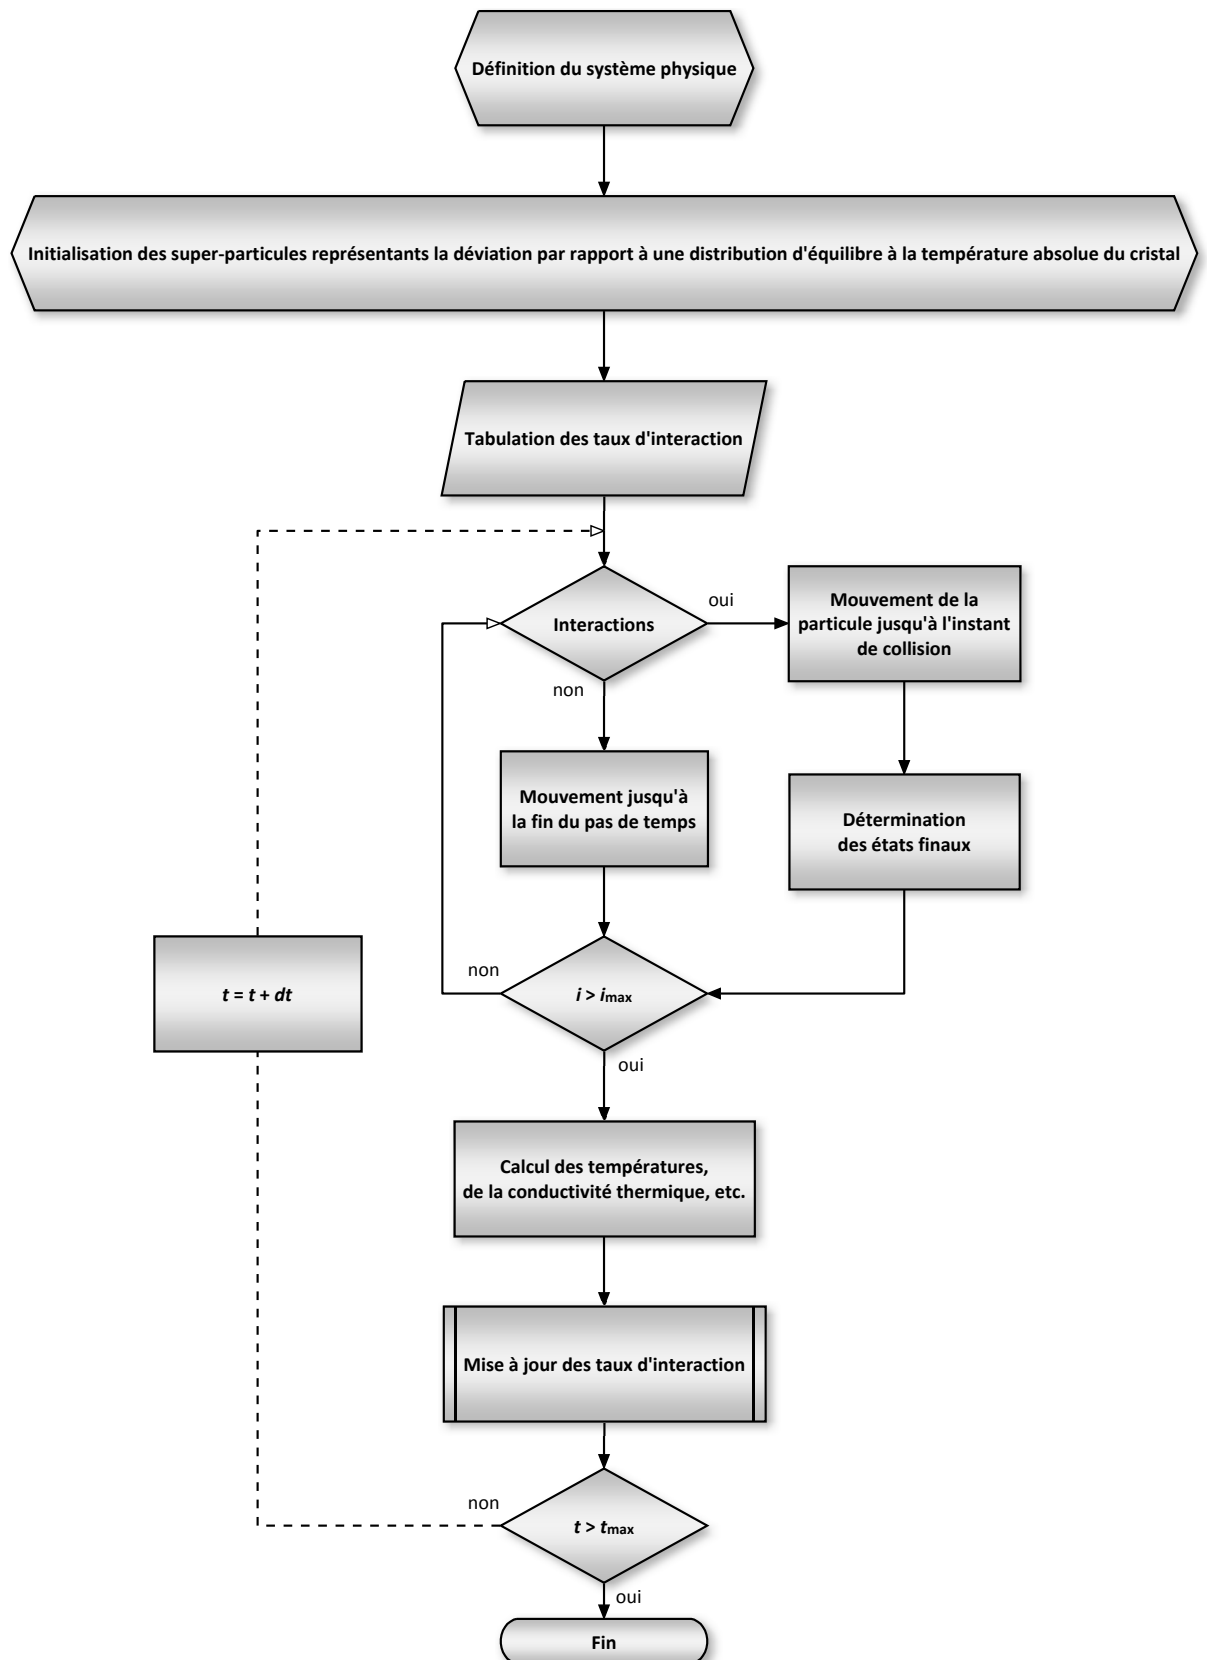 Définition du système physique
Initialisation des super-particules représentants la déviation par rapport à une distribution d'équilibre à la température absolue du cristal
Tabulation des taux d'interaction
Interactions
oui
Mouvement de la
particule jusqu'à l'instant
de collision
non
Mouvement jusqu'à
la fin du pas de temps
Détermination
des états finaux
t = t + dt
non
i > imax
oui
Calcul des températures,
de la conductivité thermique, etc.
Mise à jour des taux d'interaction
non
t > tmax
oui
Fin